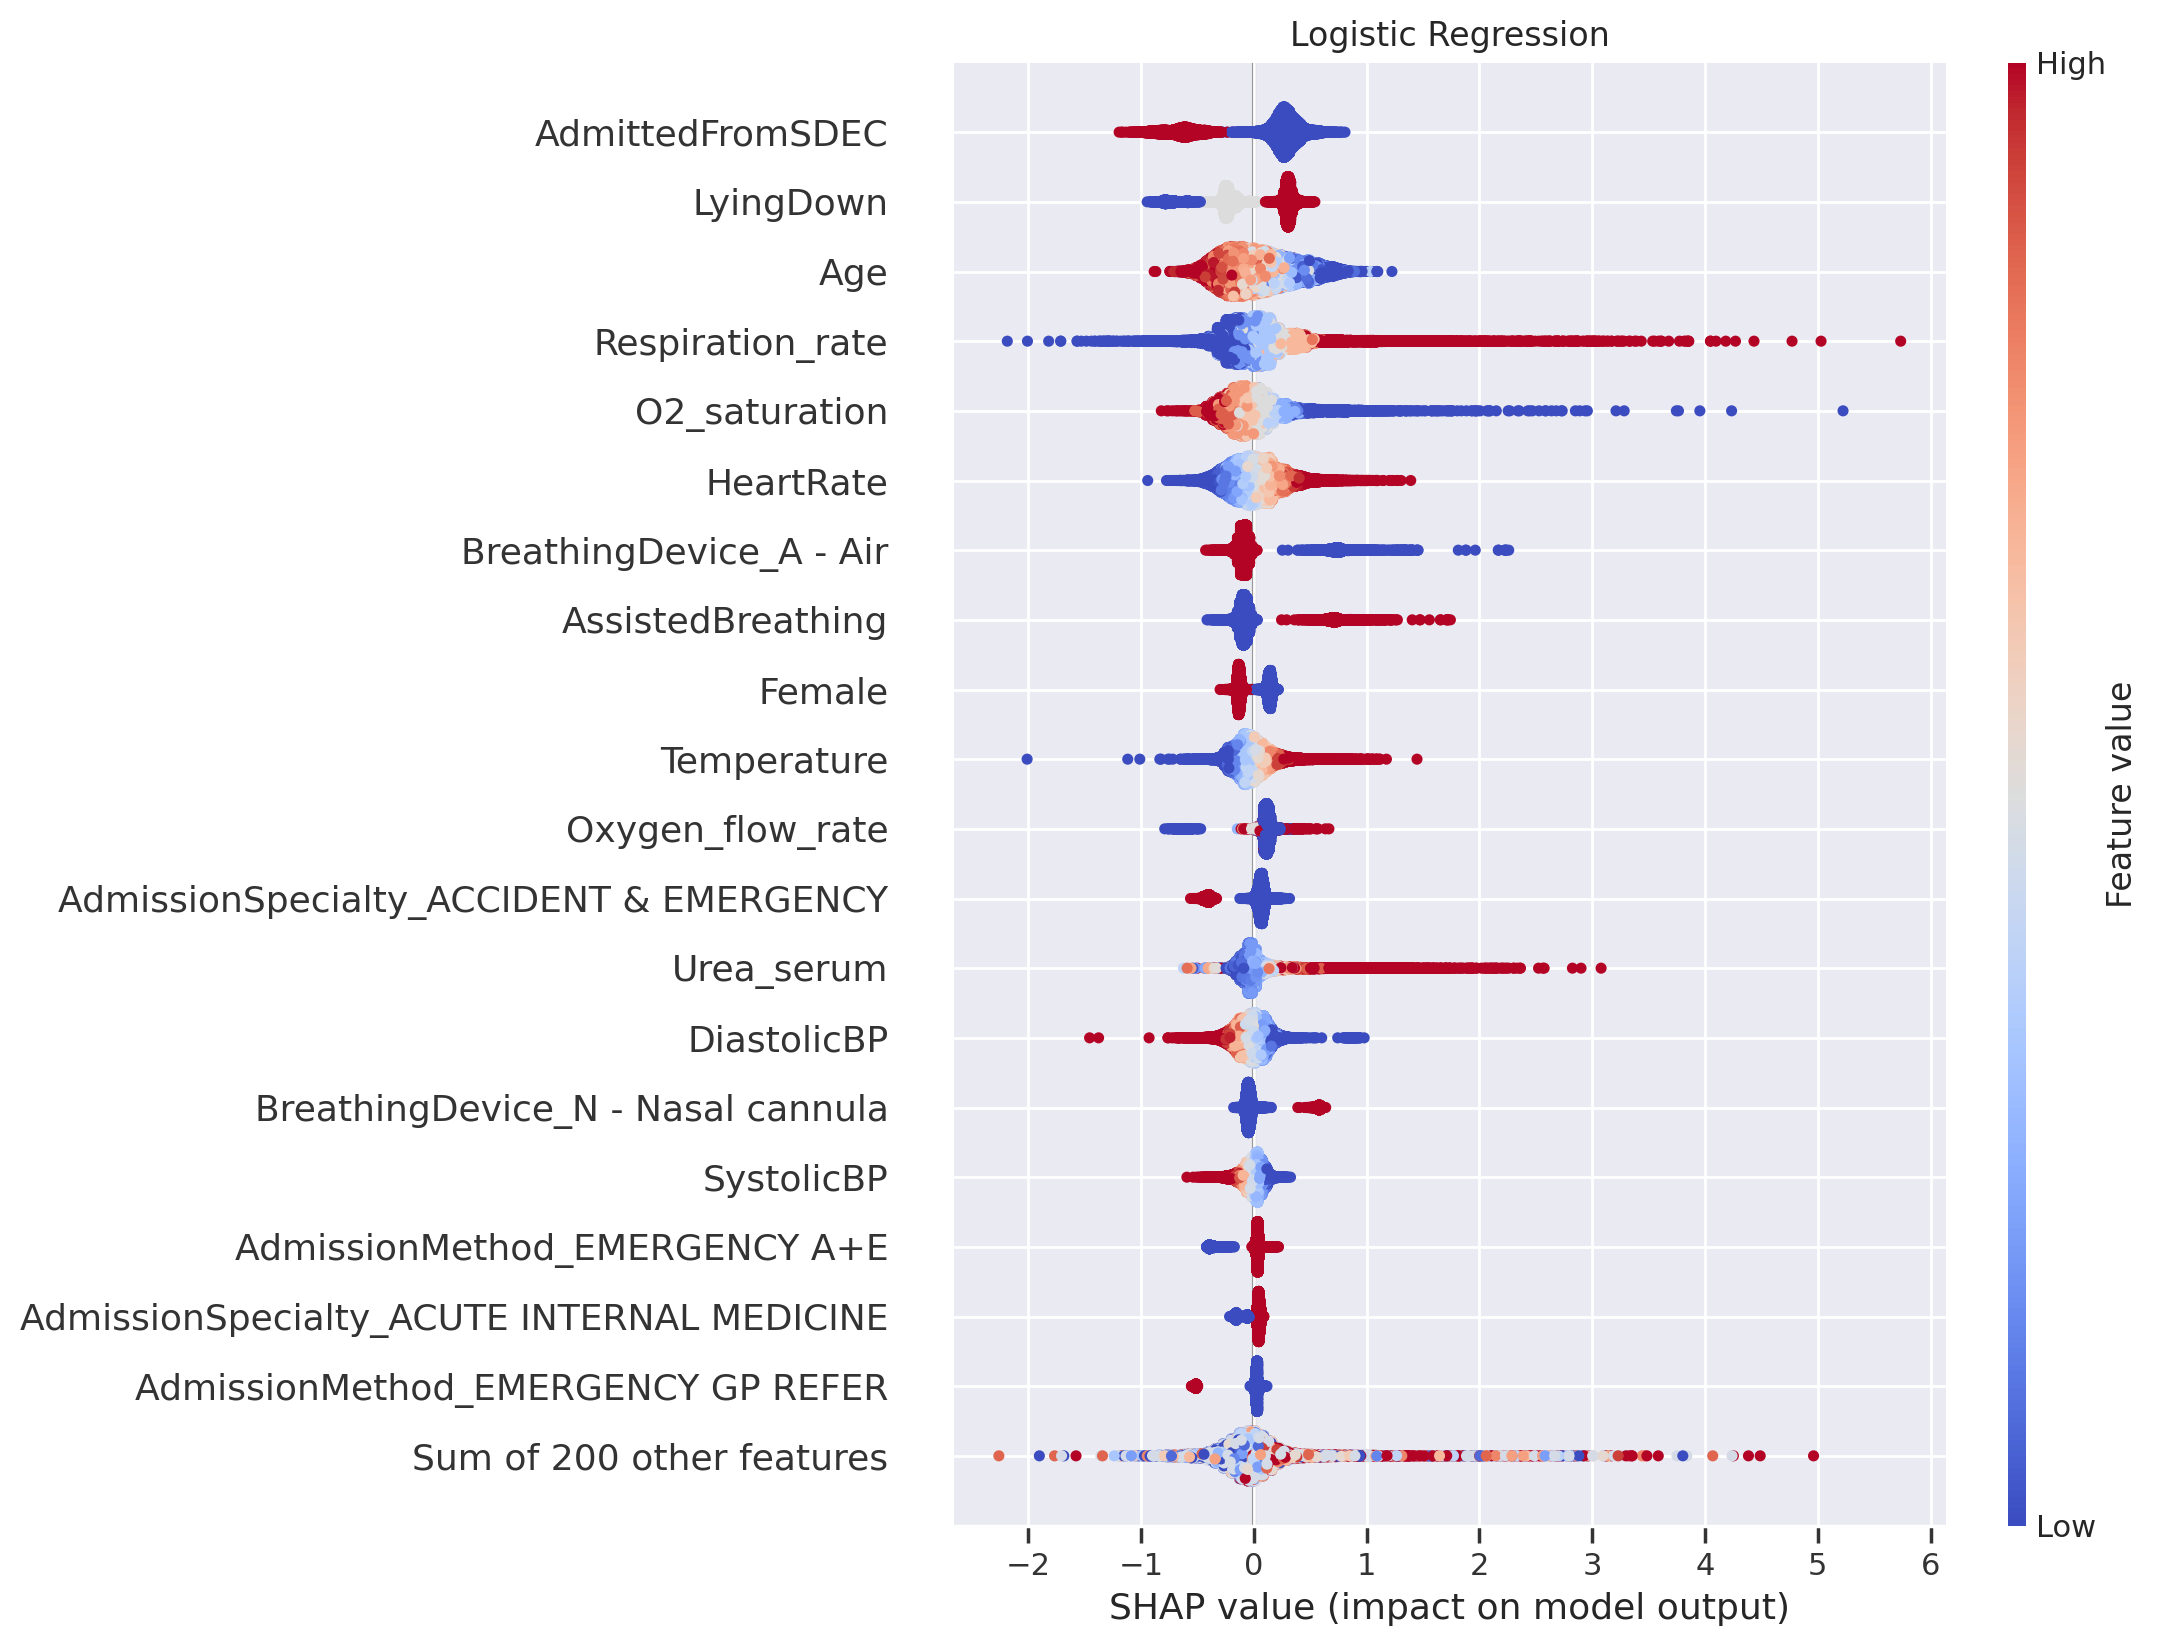 Logistic Regression
High
AdmittedFromSDEC
LyingDown
Age
Respiration_rate
O2_saturation
HeartRate
BreathingDevice_A - Air
AssistedBreathing
Female
Temperature
Oxygen_flow_rate
AdmissionSpecialty_ACCIDENT & EMERGENCY
Urea_serum
DiastolicBP
BreathingDevice_N - Nasal cannula
SystolicBP
AdmissionMethod_EMERGENCY A+E
AdmissionSpecialty_ACUTE INTERNAL MEDICINE
AdmissionMethod_EMERGENCY GP REFER
Sum of 200 other features
Feature value
Low
−2 −1 0 1 2 3 4 5 6
SHAP value (impact on model output)